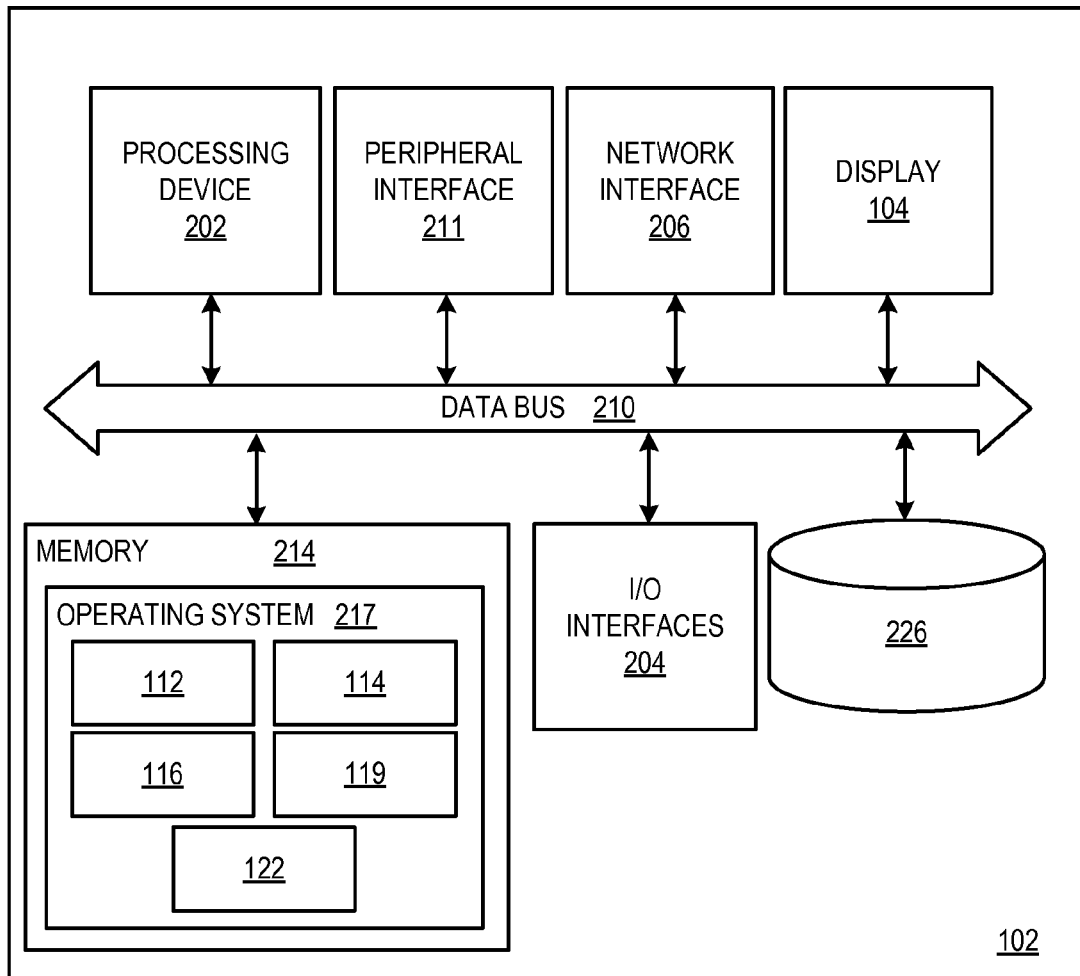 PROCESSING
DEVICE
202
PERIPHERAL
INTERFACE
211
NETWORK
INTERFACE
206
DISPLAY
104
DATA BUS 210
MEMORY 214
OPERATING SYSTEM 217
112
114
116
119
122
I/O
INTERFACES
204
226
102